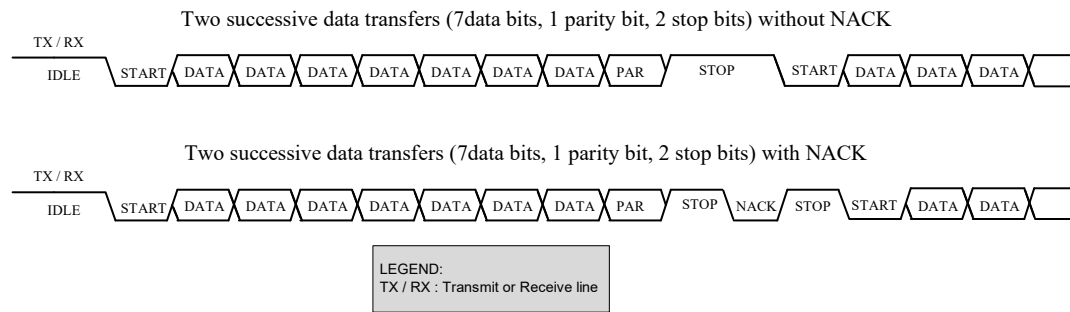 Two successive data transfers (7data bits, 1 parity bit, 2 stop bits) without NACK
TX / RX
IDLE START DATA DATA DATA DATA DATA DATA DATA PAR STOP START DATA DATA DATA
Two successive data transfers (7data bits, 1 parity bit, 2 stop bits) with NACK
TX / RX
IDLE START DATA DATA DATA DATA DATA DATA DATA PAR STOP NACK STOP START DATA DATA
LEGEND:
TX / RX : Transmit or Receive line